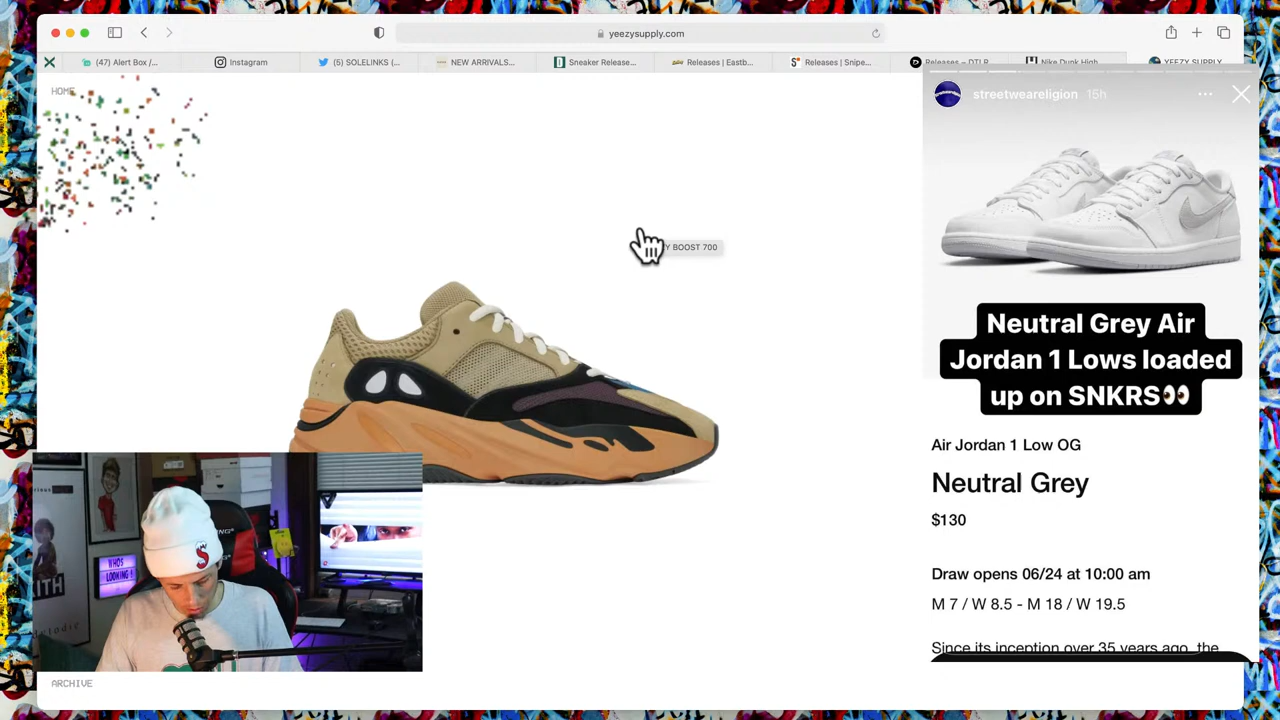 yeezysupply.com
(47) Alert Box /...
Instagram
(5) SOLELINKS (...
NEW ARRIVALS...
Sneaker Release...
Releases | Eastb...
Releases | Snipe...
Releases – DTLR
Nike Dunk High
YEEZY SUPPLY
HOME
Y BOOST 700
streetweareligion 15h
Neutral Grey Air
Jordan 1 Lows loaded
up on SNKRS👀
Air Jordan 1 Low OG
Neutral Grey
$130
Draw opens 06/24 at 10:00 am
M 7 / W 8.5 - M 18 / W 19.5
Since its inception over 35 years ago, the
WHOS
LOOKING !
S
ARCHIVE